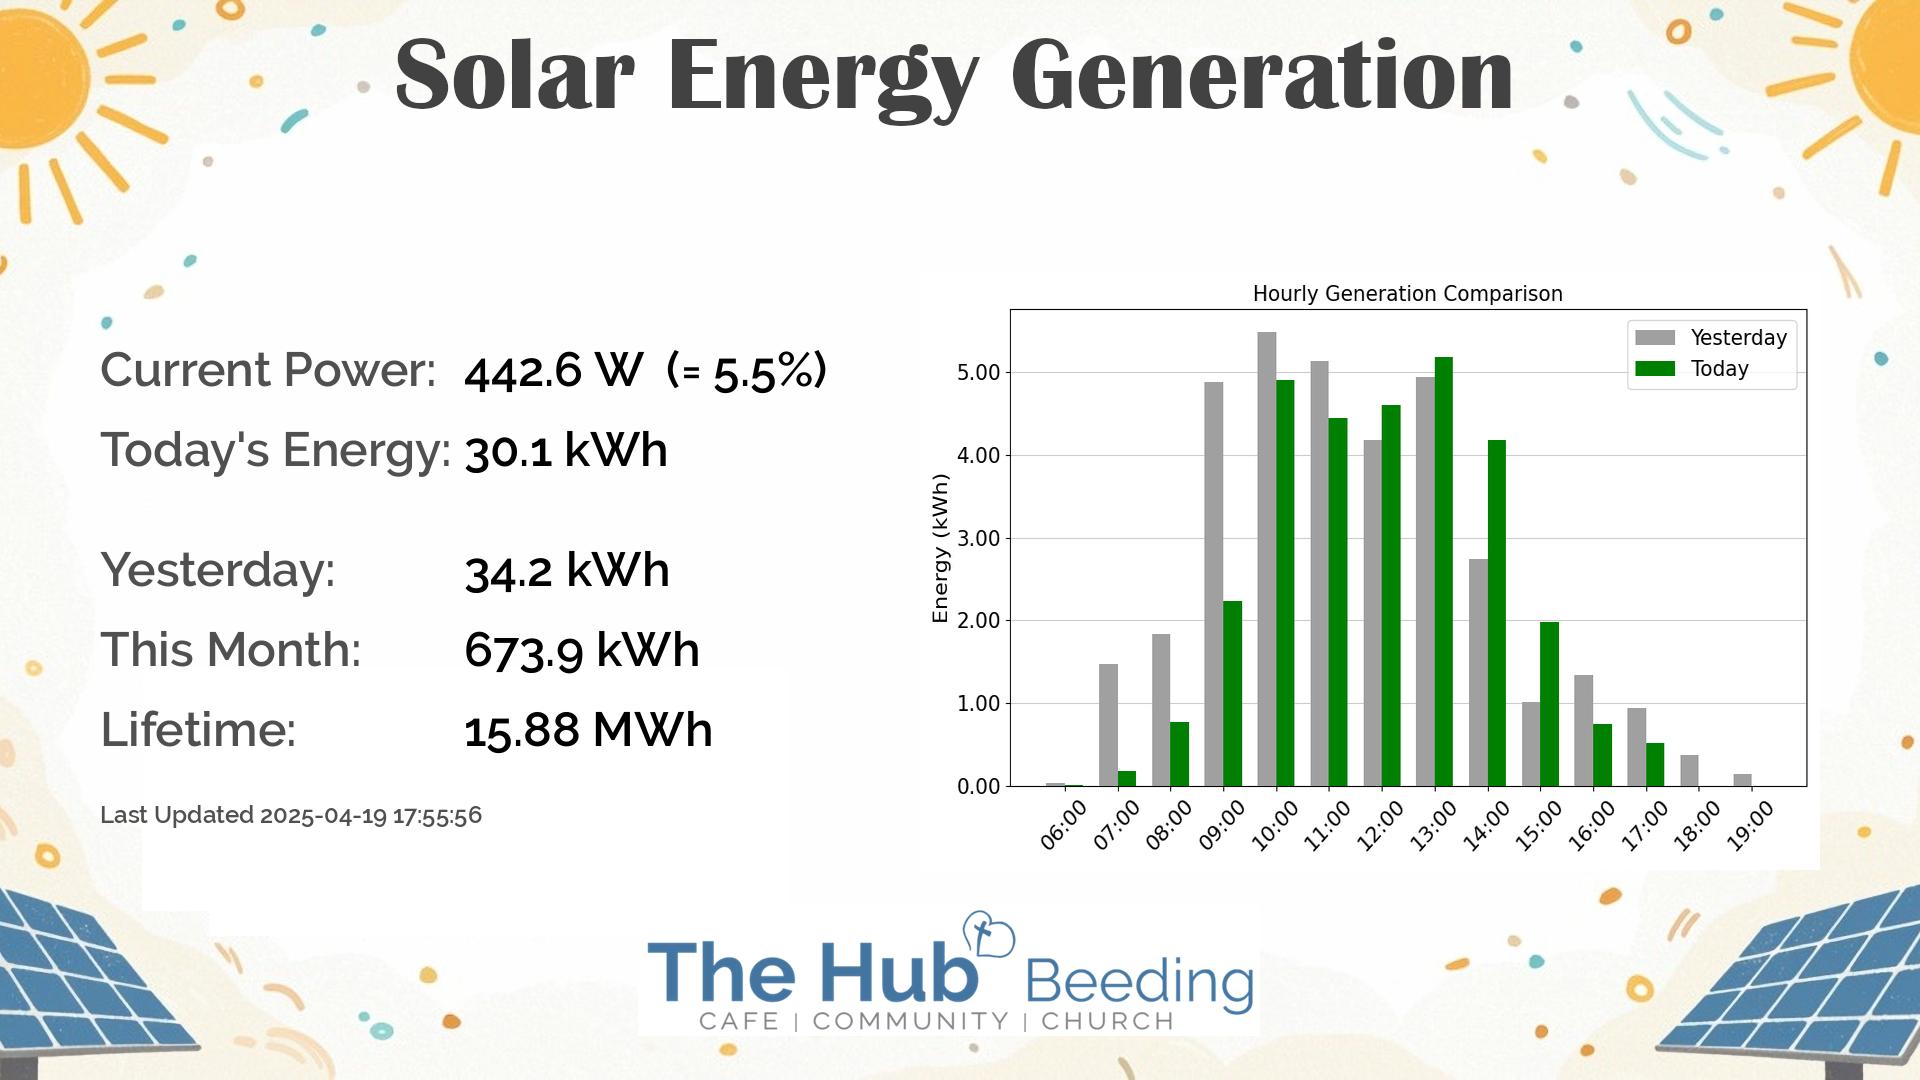 Solar Energy Generation
Current Power: 442.6 W (= 5.5%)
Today's Energy: 30.1 kWh
Yesterday: 34.2 kWh
This Month: 673.9 kWh
Lifetime: 15.88 MWh
Last Updated 2025-04-19 17:55:56
Hourly Generation Comparison
Yesterday
Today
Energy (kWh)
5.00
4.00
3.00
2.00
1.00
0.00
06:00 07:00 08:00 09:00 10:00 11:00 12:00 13:00 14:00 15:00 16:00 17:00 18:00 19:00
The Hub Beeding
CAFE | COMMUNITY | CHURCH